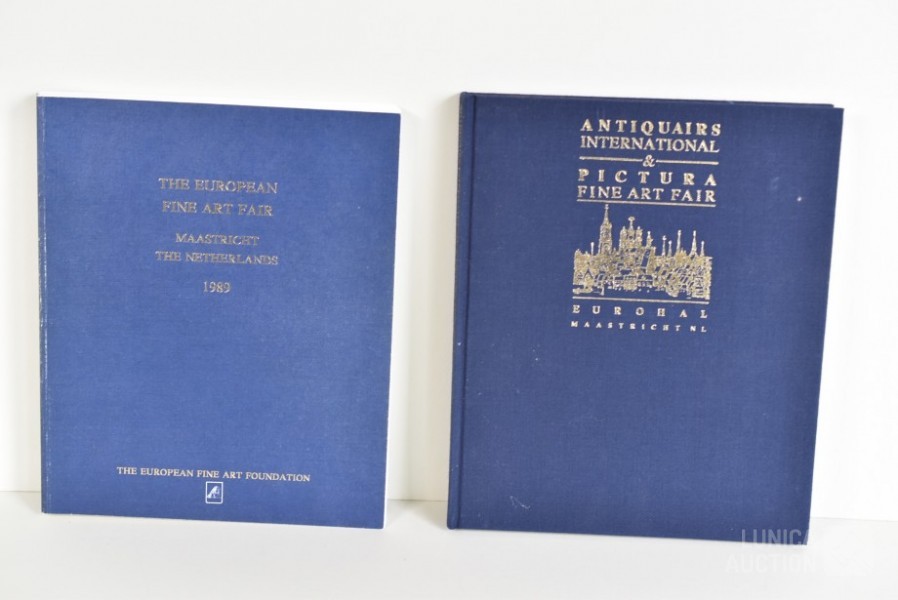 THE EUROPEAN
FINE ART FAIR
MAASTRICHT
THE NETHERLANDS
1989
THE EUROPEAN FINE ART FOUNDATION
ANTIQUAIRS
INTERNATIONAL
&
PICTURA
FINE ART FAIR
EUROHAL
MAASTRICHT NL
AUCTION